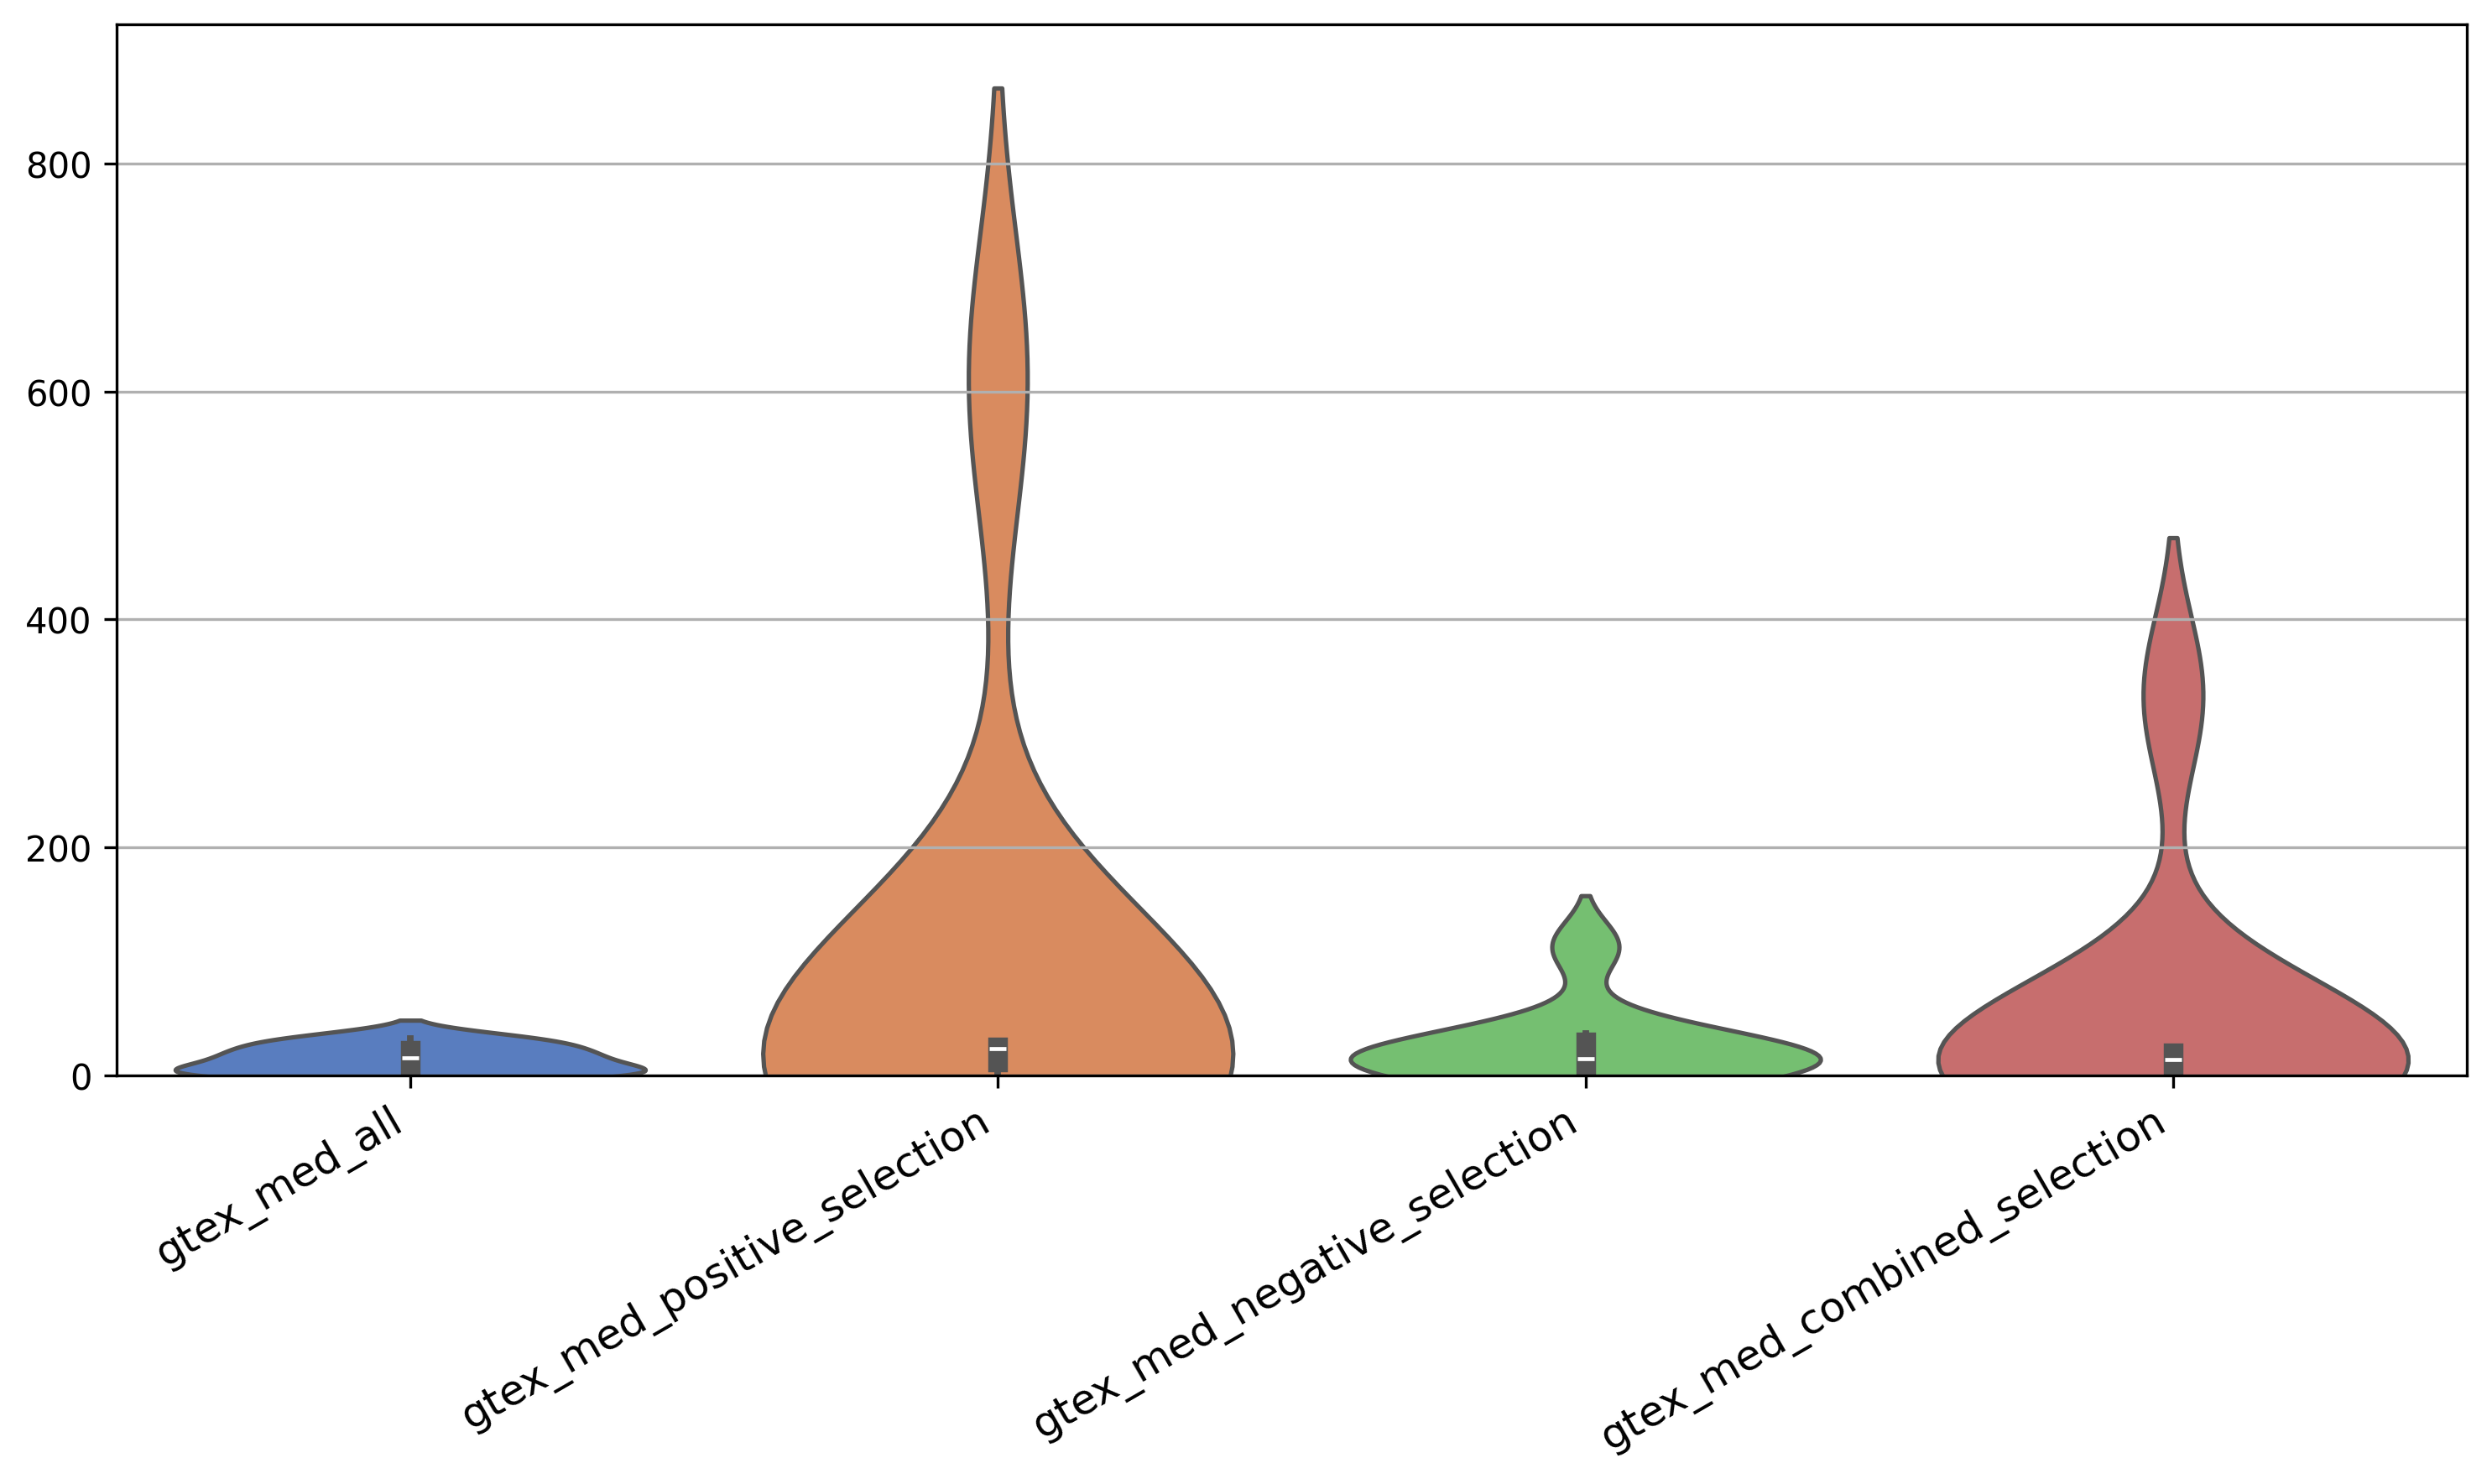 800
600
400
200
0
gtex_med_all
gtex_med_positive_selection
gtex_med_negative_selection
gtex_med_combined_selection